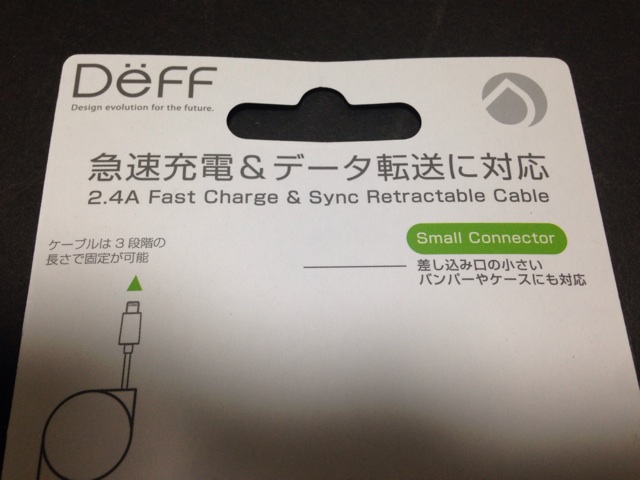 DëFF
Design evolution for the future.
急速充電&データ転送に対応
2.4A Fast Charge & Sync Retractable Cable
ケーブルは3段階の
長さで固定が可能
Small Connector
差し込み口の小さい
バンパーやケースにも対応